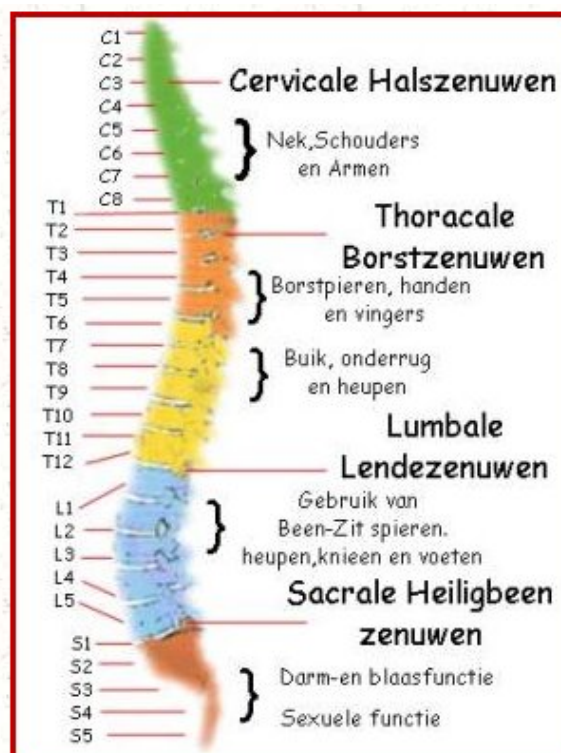 C1
C2
C3
C4
C5
C6
C7
C8
T1
T2
T3
T4
T5
T6
T7
T8
T9
T10
T11
T12
L1
L2
L3
L4
L5
S1
S2
S3
S4
S5
Cervicale Halszenuwen
Nek,Schouders
en Armen
Thoracale
Borstzenuwen
Borstpieren, handen
en vingers
Buik, onderrug
en heupen
Lumbale
Lendezenuwen
Gebruik van
Been-Zit spieren.
heupen,knieen en voeten
Sacrale Heiligbeen
zenuwen
Darm-en blaasfunctie
Sexuele functie